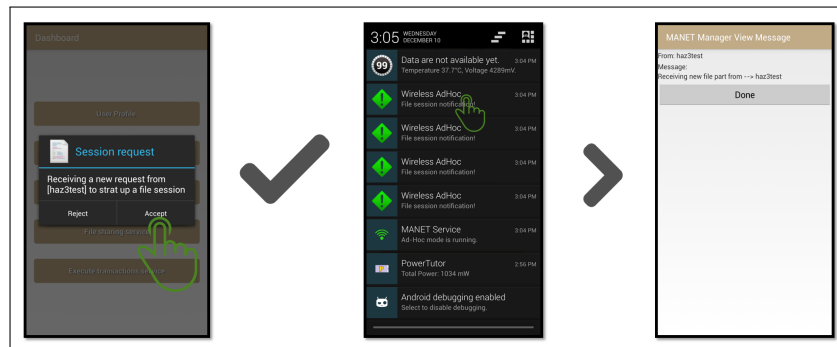 Dashboard
User Profile
Session request
Receiving a new request from
[haz3test] to strat up a file session
Reject
Accept
File sharing service
Execute transactions service
3:05
WEDNESDAY
DECEMBER 10
99
Data are not available yet.
3:04 PM
Temperature 37.7°C, Voltage 4289mV.
Wireless AdHoc
3:04 PM
File session notification!
Wireless AdHoc
3:04 PM
File session notification!
Wireless AdHoc
3:04 PM
File session notification!
Wireless AdHoc
3:04 PM
File session notification!
MANET Service
3:04 PM
Ad-Hoc mode is running.
PowerTutor
2:56 PM
Total Power: 1034 mW
Android debugging enabled
Select to disable debugging.
MANET Manager View Message
From: haz3test
Message:
Receiving new file part from --> haz3test
Done